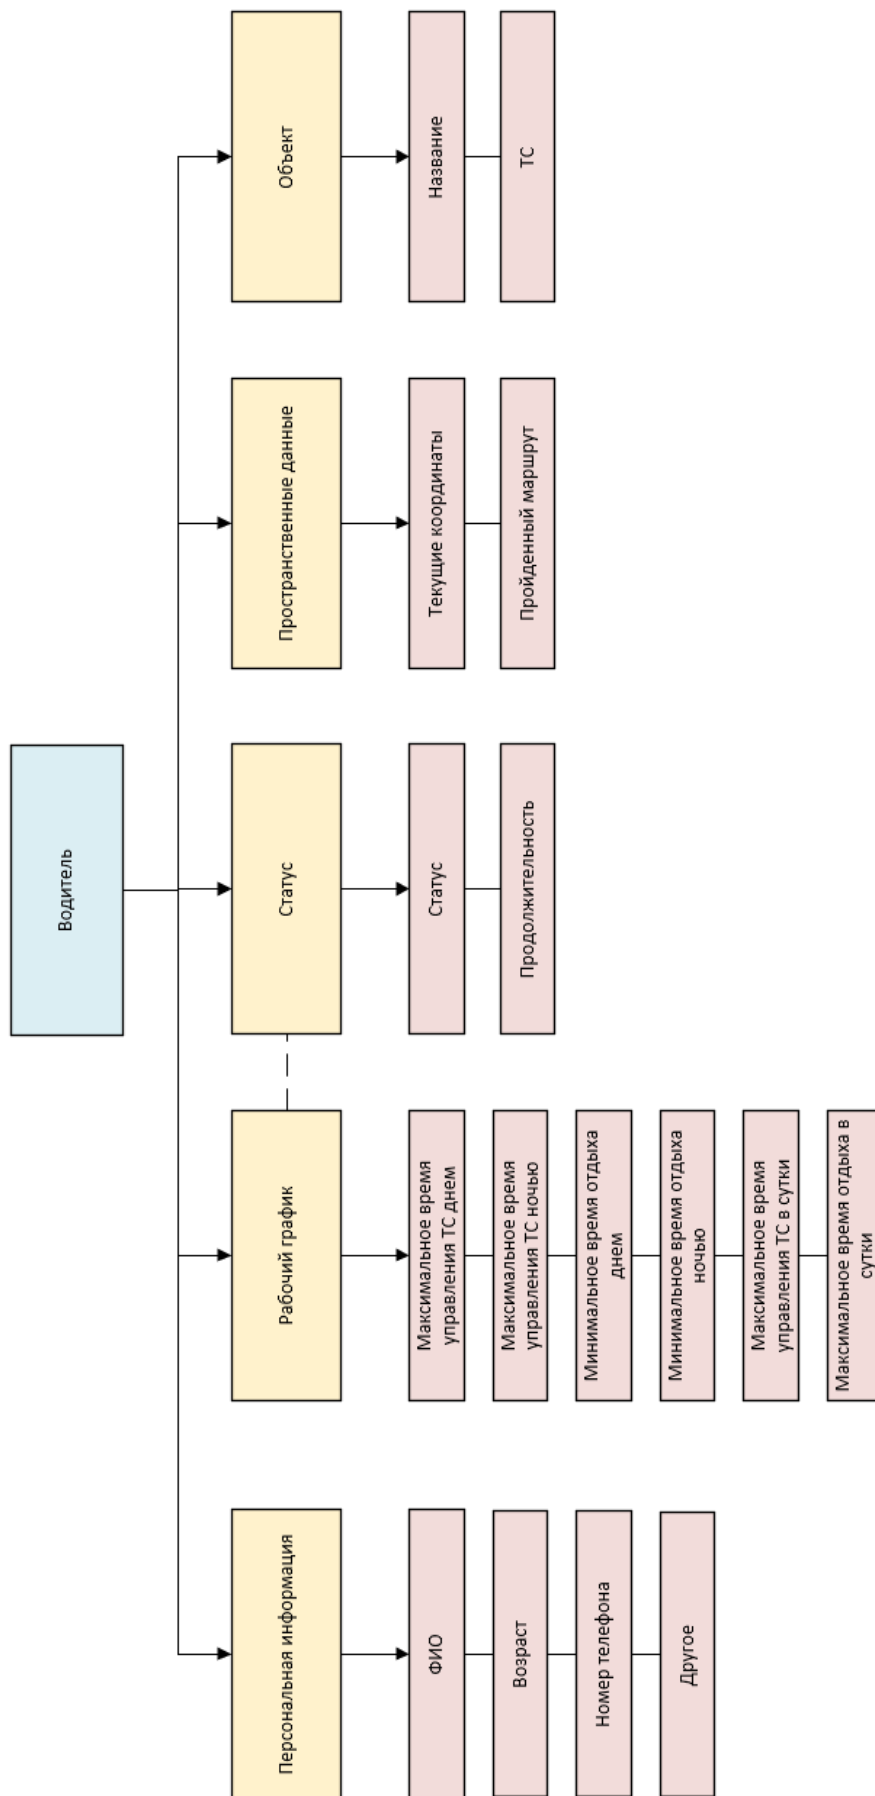 Водитель
Персональная информация
Рабочий график
Статус
Пространственные данные
Объект
ФИО
Возраст
Номер телефона
Другое
Максимальное время
управления ТС днем
Максимальное время
управления ТС ночью
Минимальное время отдыха
днем
Минимальное время отдыха
ночью
Максимальное время
управления ТС в сутки
Максимальное время отдыха в
сутки
Статус
Продолжительность
Текущие координаты
Пройденный маршрут
Название
ТС